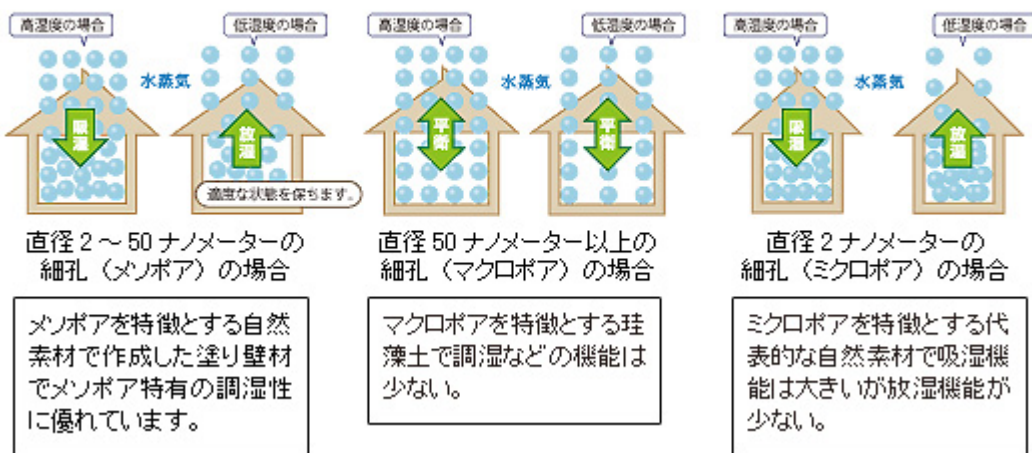 高湿度の場合
低湿度の場合
水蒸気
吸湿
放湿
適度な状態を保ちます。
直径2～50ナノメーターの
細孔（メソポア）の場合
メソポアを特徴とする自然
素材で作成した塗り壁材
でメソポア特有の調湿性
に優れています。
高湿度の場合
低湿度の場合
水蒸気
平衡
平衡
直径50ナノメーター以上の
細孔（マクロポア）の場合
マクロポアを特徴とする珪
藻土で調湿などの機能は
少ない。
高湿度の場合
低湿度の場合
水蒸気
吸湿
放湿
直径2ナノメーターの
細孔（ミクロポア）の場合
ミクロポアを特徴とする代
表的な自然素材で吸湿機
能は大きいが放湿機能が
少ない。